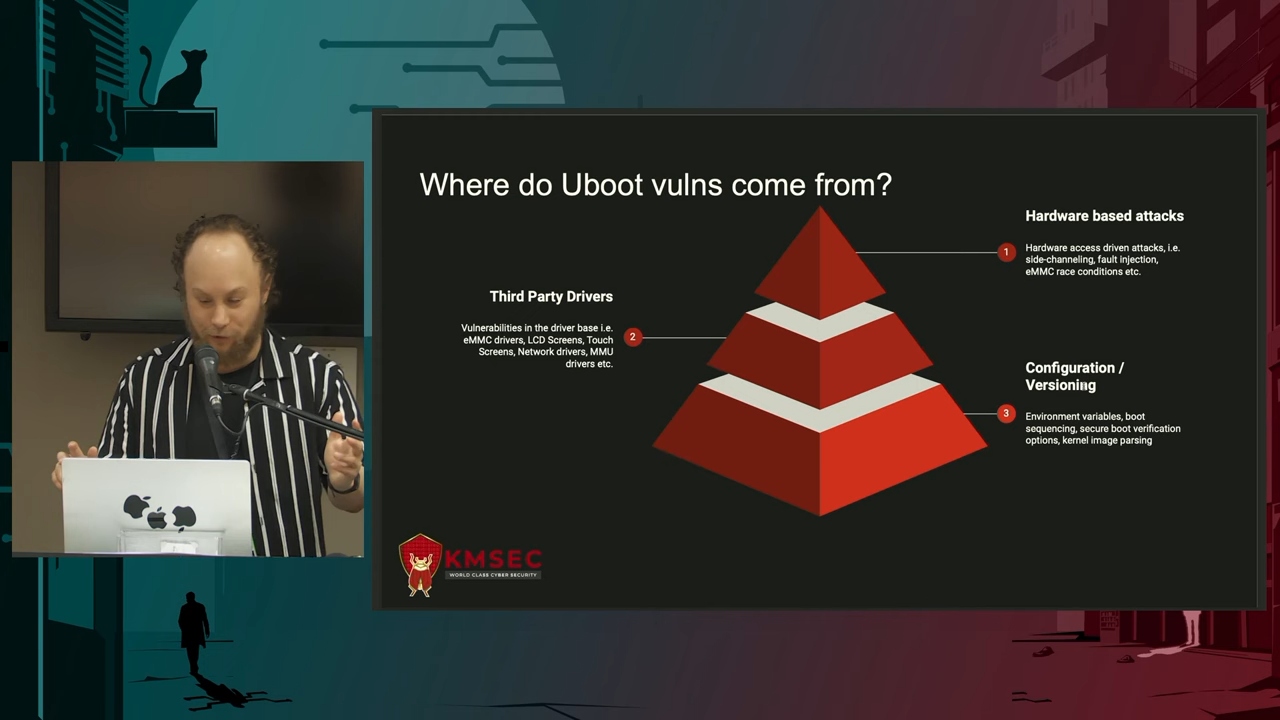 Where do Uboot vulns come from?
Hardware based attacks
1
Hardware access driven attacks, i.e.
side-channeling, fault injection,
eMMC race conditions etc.
Third Party Drivers
2
Vulnerabilities in the driver base i.e.
eMMC drivers, LCD Screens, Touch
Screens, Network drivers, MMU
drivers etc.
Configuration /
Versioning
3
Environment variables, boot
sequencing, secure boot verification
options, kernel image parsing
KMSEC
WORLD CLASS CYBER SECURITY